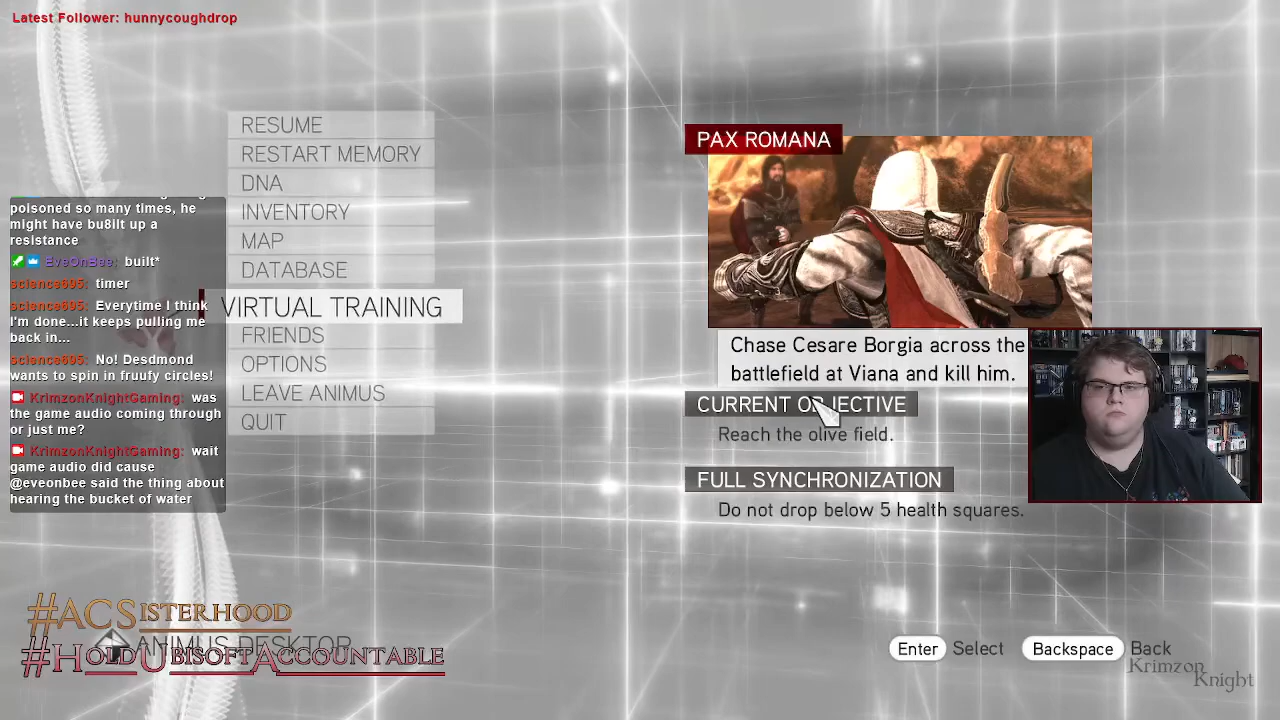 Latest Follower: hunnycoughdrop
RESUME
RESTART MEMORY
DNA
INVENTORY
MAP
DATABASE
VIRTUAL TRAINING
FRIENDS
OPTIONS
LEAVE ANIMUS
QUIT
poisoned so many times, he
might have bu8llt up a
resistance
EveOnBee: built*
science695: timer
science695: Everytime I think
I'm done...it keeps pulling me
back in...
science695: No! Desdmond
wants to spin in fruufy circles!
KrimzonKnightGaming: was
the game audio coming through
or just me?
KrimzonKnightGaming: wait
game audio did cause
@eveonbee said the thing about
hearing the bucket of water
PAX ROMANA
Chase Cesare Borgia across the
battlefield at Viana and kill him.
CURRENT OBJECTIVE
Reach the olive field.
FULL SYNCHRONIZATION
Do not drop below 5 health squares.
#ACSISTERHOOD
ANIMUS DESKTOP
#HOLDUBISOFTACCOUNTABLE
Enter Select Backspace Back
Krimzon
Knight